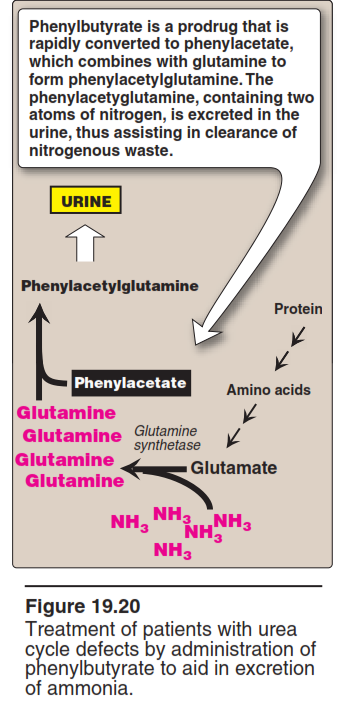 Phenylbutyrate is a prodrug that is
rapidly converted to phenylacetate,
which combines with glutamine to
form phenylacetylglutamine. The
phenylacetyglutamine, containing two
atoms of nitrogen, is excreted in the
urine, thus assisting in clearance of
nitrogenous waste.
URINE
Phenylacetylglutamine
Protein
Phenylacetate
Amino acids
Glutamine
Glutamine
Glutamine
Glutamine
Glutamine
synthetase
Glutamate
NH3
NH3
NH3
NH3
NH3
Figure 19.20
Treatment of patients with urea
cycle defects by administration of
phenylbutyrate to aid in excretion
of ammonia.